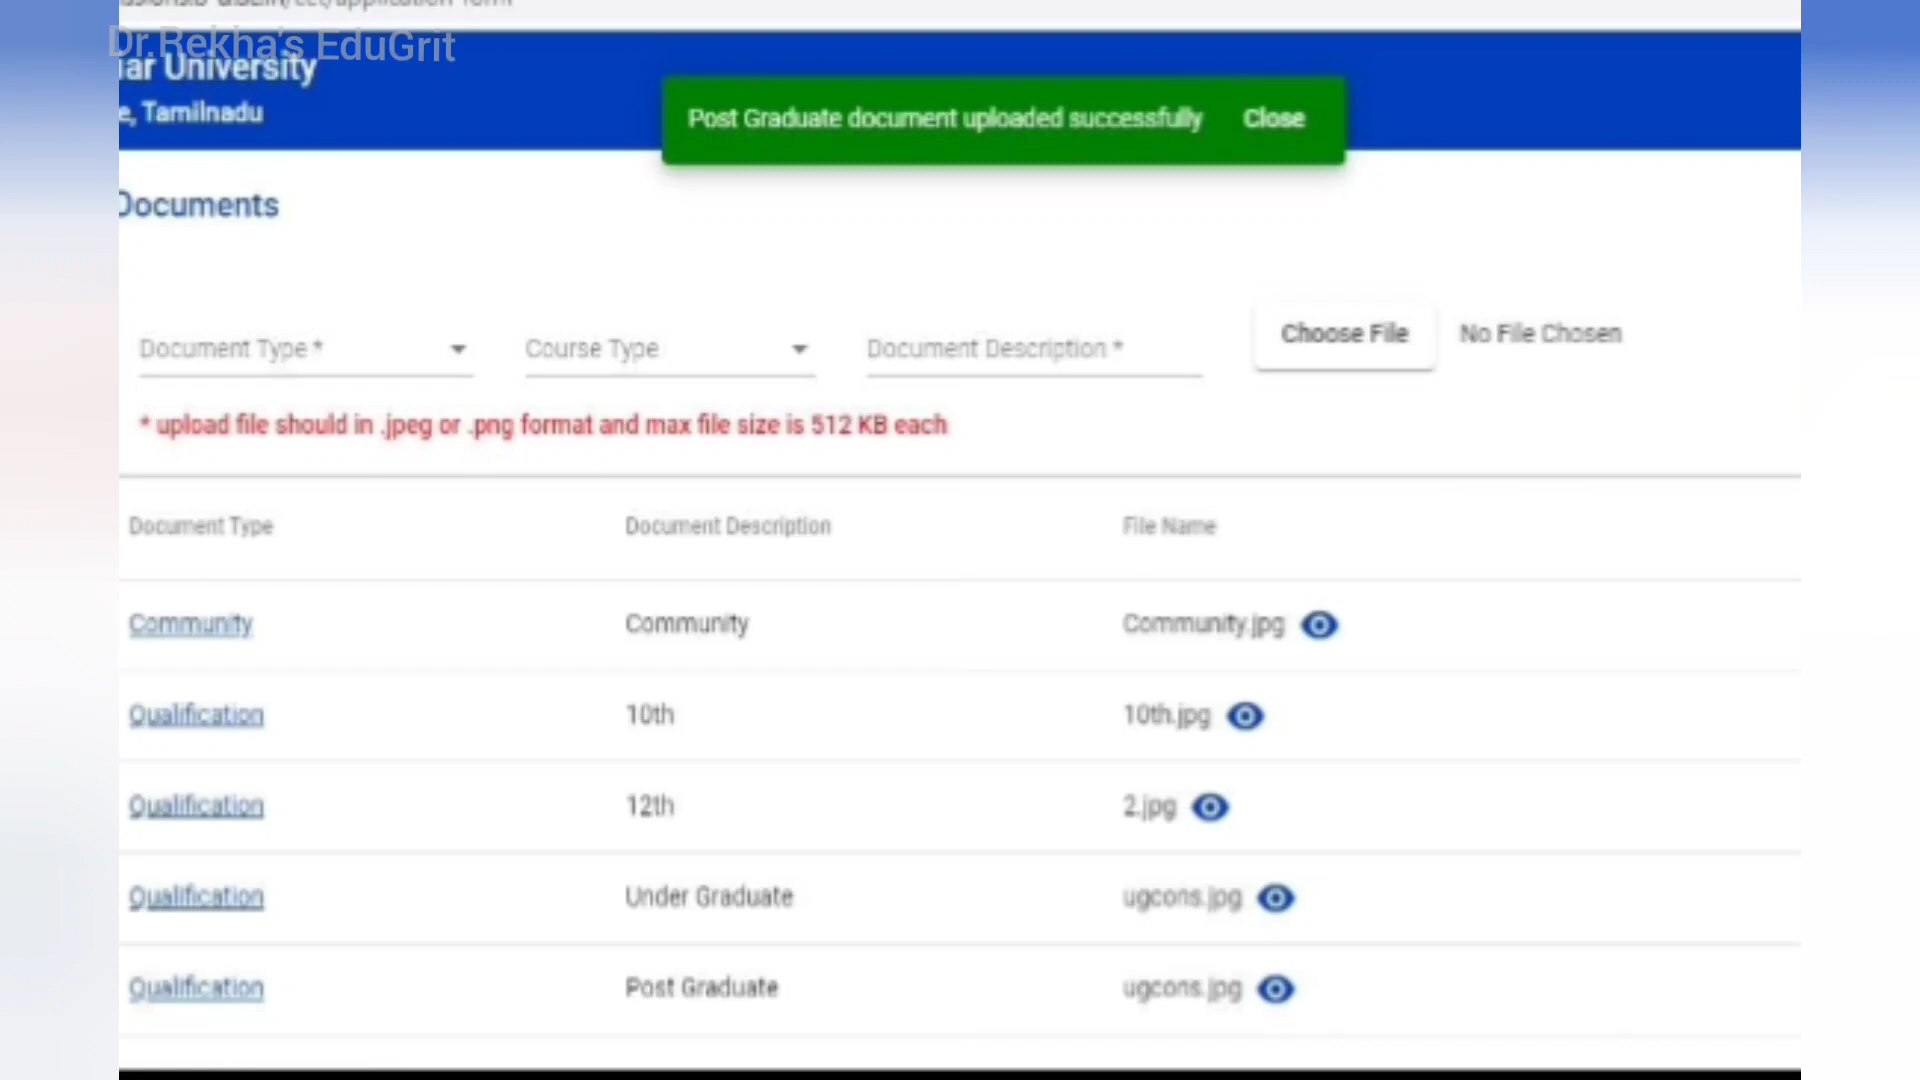 Dr.Rekha's EduGrit
iar University
e, Tamilnadu
Post Graduate document uploaded successfully Close
Documents
Document Type * Course Type Document Description * Choose File No File Chosen
* upload file should in .jpeg or .png format and max file size is 512 KB each
Document Type Document Description File Name
Community Community Community.jpg
Qualification 10th 10th.jpg
Qualification 12th 2.jpg
Qualification Under Graduate ugcons.jpg
Qualification Post Graduate ugcons.jpg